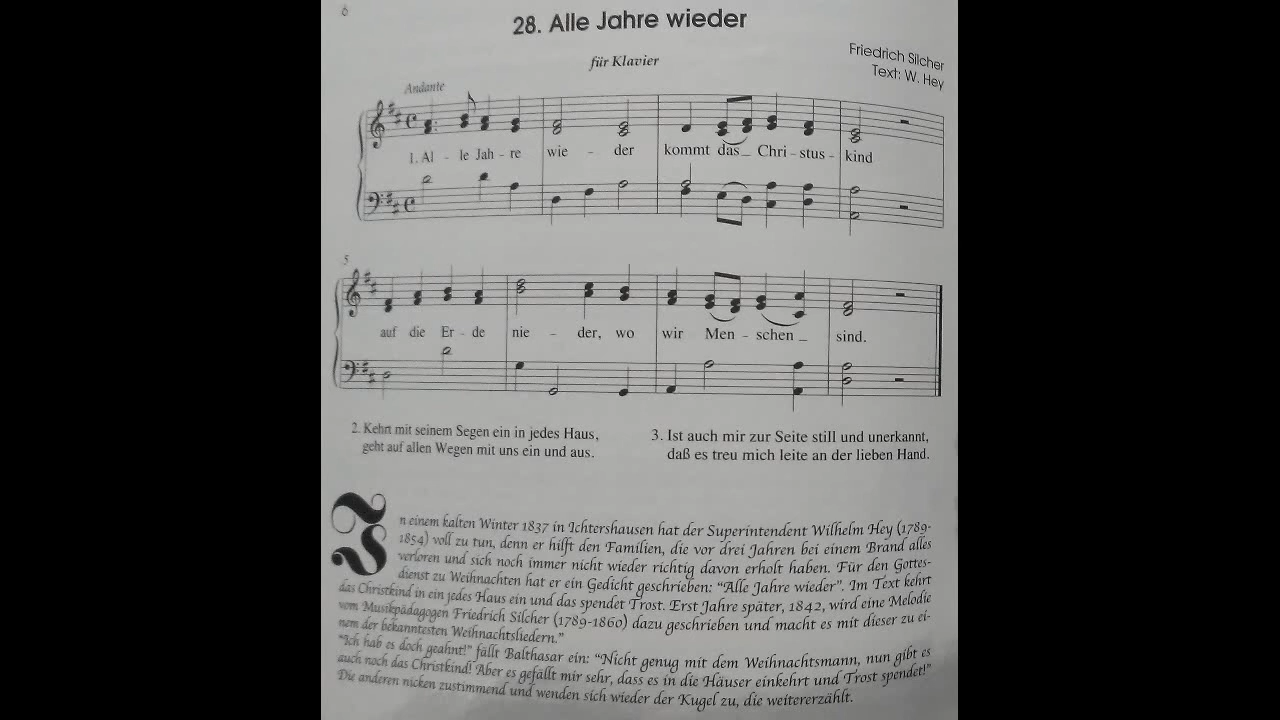 6
28. Alle Jahre wieder
für Klavier
Friedrich Silcher
Text: W. Hey
Andante
1. Al - le Jah - re wie - der kommt das_ Chri - stus - kind
5
auf die Er - de nie - der, wo wir Men - schen _ sind.
2. Kehrt mit seinem Segen ein in jedes Haus,
geht auf allen Wegen mit uns ein und aus.
3. Ist auch mir zur Seite still und unerkannt,
daß es treu mich leite an der lieben Hand.
In einem kalten Winter 1837 in Ichtershausen hat der Superintendent Wilhelm Hey (1789-
1854) voll zu tun, denn er hilft den Familien, die vor drei Jahren bei einem Brand alles
verloren und sich noch immer nicht wieder richtig davon erholt haben. Für den Gottes-
dienst zu Weihnachten hat er ein Gedicht geschrieben: “Alle Jahre wieder”. Im Text kehrt
das Christkind in ein jedes Haus ein und das spendet Trost. Erst Jahre später, 1842, wird eine Melodie
vom Musikpädagogen Friedrich Silcher (1789-1860) dazu geschrieben und macht es mit dieser zu ei-
nem der bekanntesten Weihnachtsliedern.”
“Ich hab es doch geahnt!” fällt Balthasar ein: “Nicht genug mit dem Weihnachtsmann, nun gibt es
auch noch das Christkind! Aber es gefällt mir sehr, dass es in die Häuser einkehrt und Trost spendet!”
Die anderen nicken zustimmend und wenden sich wieder der Kugel zu, die weitererzählt.